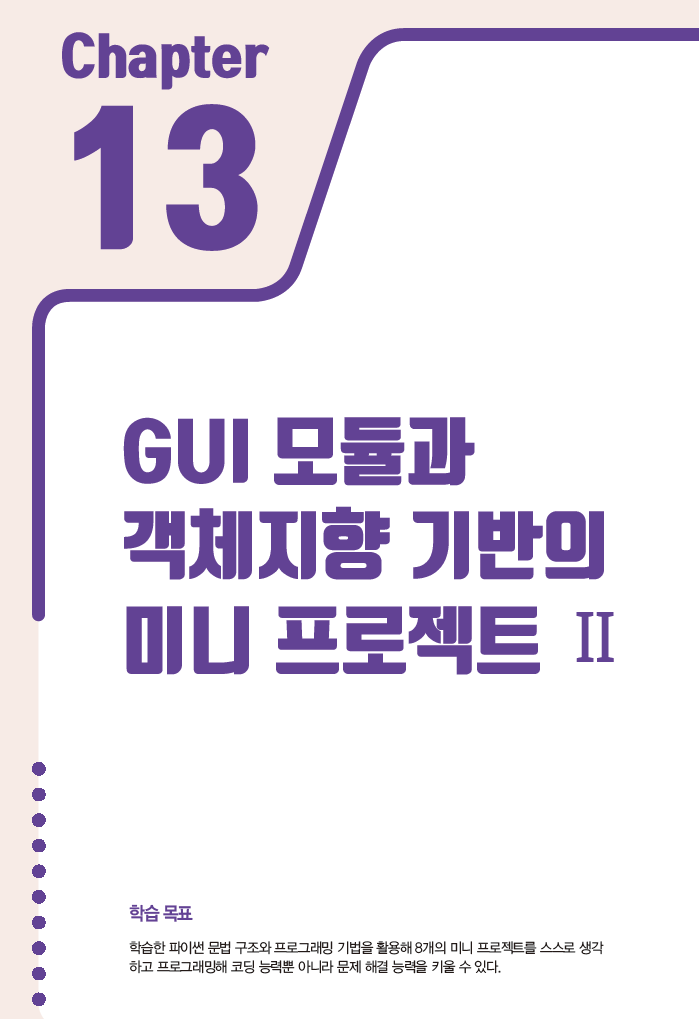 Chapter
13
GUI 모듈과
객체지향 기반의
미니 프로젝트 Ⅱ
학습 목표
학습한 파이썬 문법 구조와 프로그래밍 기법을 활용해 8개의 미니 프로젝트를 스스로 생각
하고 프로그래밍해 코딩 능력뿐 아니라 문제 해결 능력을 키울 수 있다.